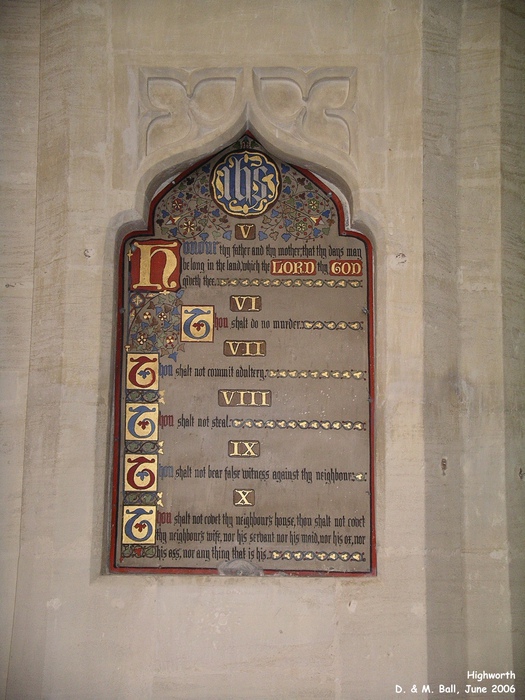 ihs
V
Honour thy father and thy mother, that thy days may
be long in the land, which the LORD thy GOD
giveth thee.
VI
Thou shalt do no murder.
VII
Thou shalt not commit adultery.
VIII
Thou shalt not steal.
IX
Thou shalt not bear false witness against thy neighbour.
X
Thou shalt not covet thy neighbour's house, thou shalt not covet
thy neighbour's wife, nor his servant nor his maid, nor his ox, nor
his ass, nor any thing that is his.
Highworth
D. & M. Ball, June 2006